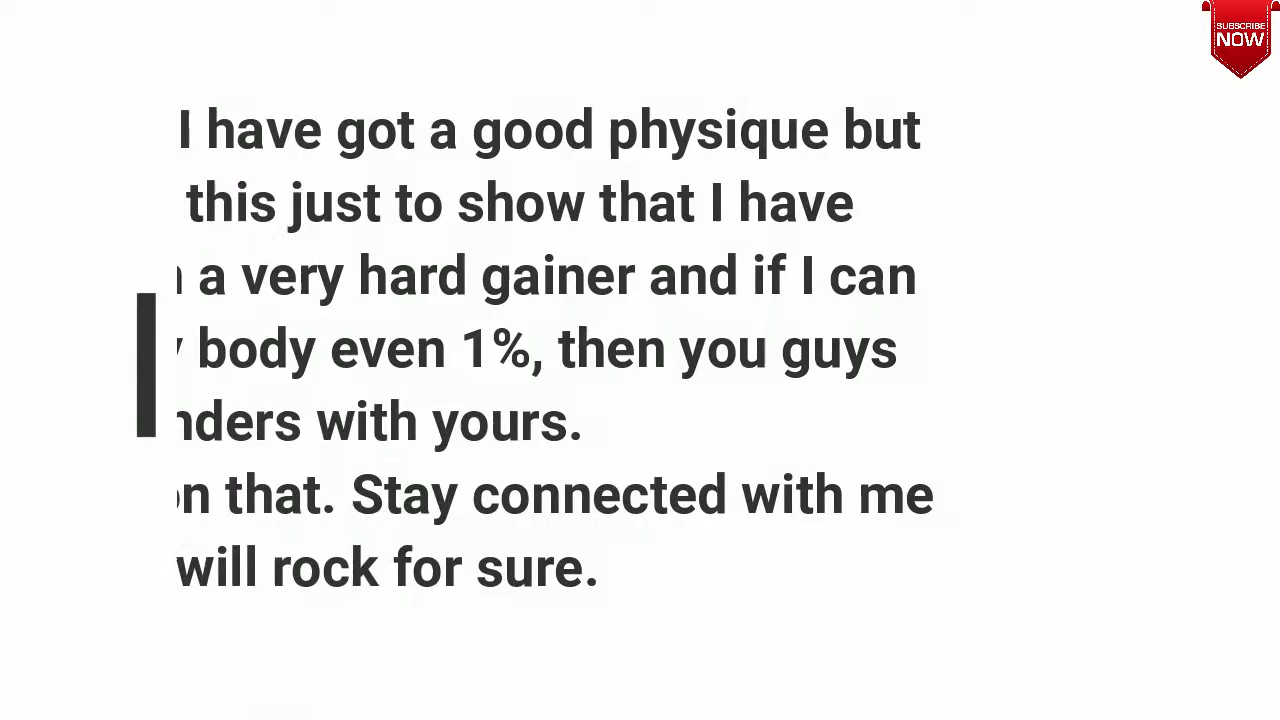 I have got a good physique but
this just to show that I have
a very hard gainer and if I can
body even 1%, then you guys
with yours.
that. Stay connected with me
will rock for sure.
SUBSCRIBE
NOW